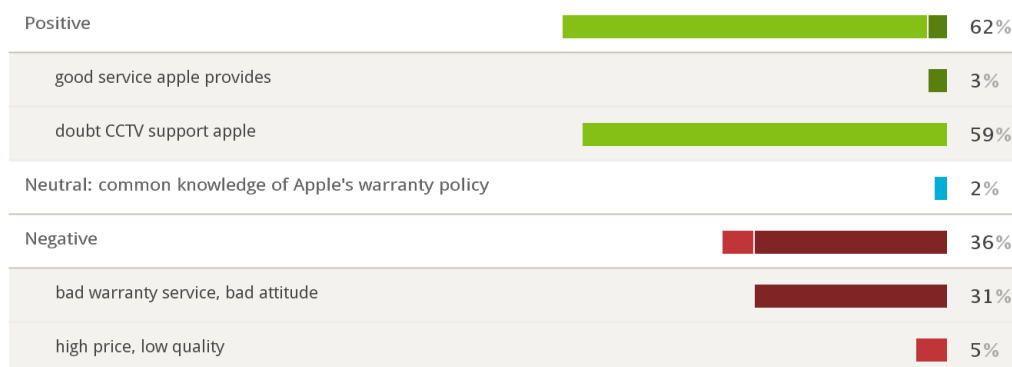 Positive 62%
good service apple provides 3%
doubt CCTV support apple 59%
Neutral: common knowledge of Apple's warranty policy 2%
Negative 36%
bad warranty service, bad attitude 31%
high price, low quality 5%